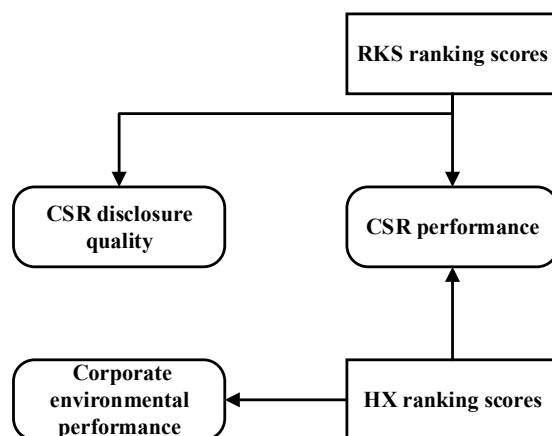 RKS ranking scores
CSR disclosure
quality
CSR performance
Corporate
environmental
performance
HX ranking scores